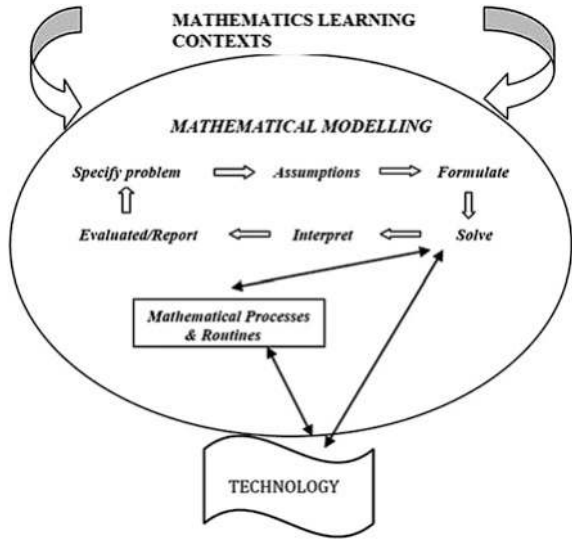 MATHEMATICS LEARNING
CONTEXTS
MATHEMATICAL MODELLING
Specify problem
Assumptions
Formulate
Evaluated/Report
Interpret
Solve
Mathematical Processes
& Routines
TECHNOLOGY